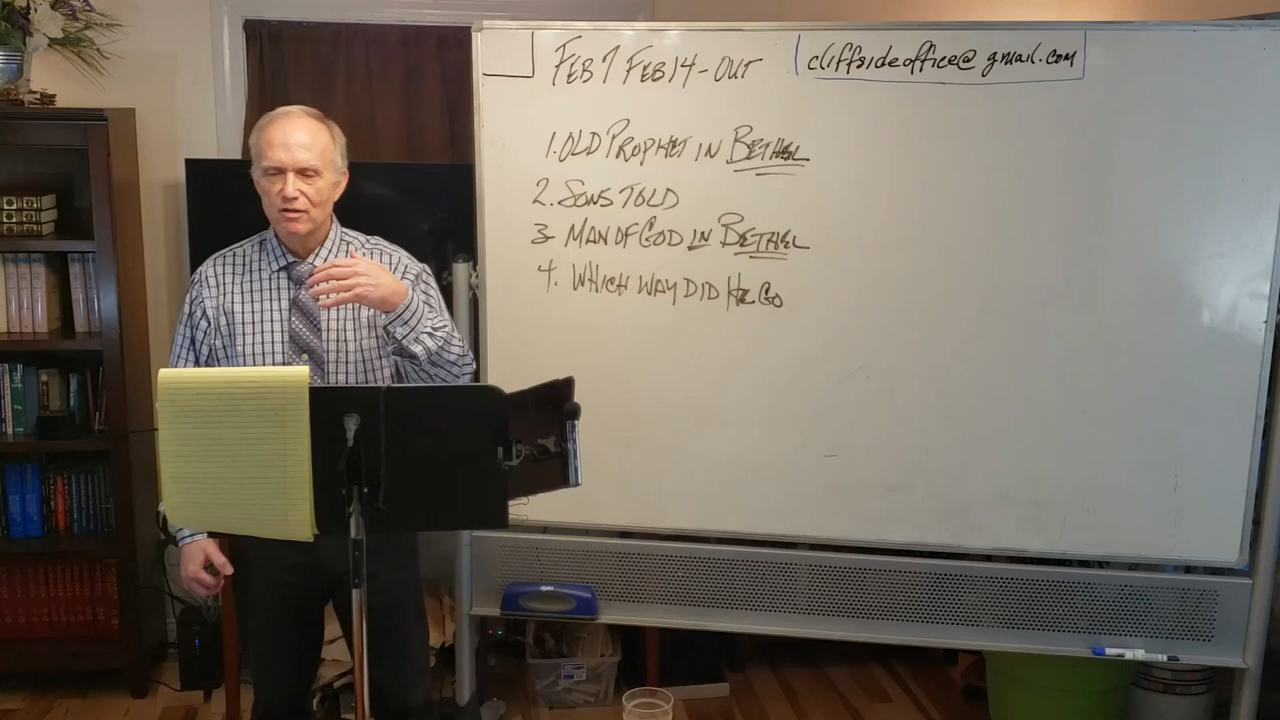 FEB 7 FEB 14-OUT
cliffsideoffice@gmail.com
1. OLD PROPHET IN BETHEL
2. SONS TOLD
3 MAN OF GOD IN BETHEL
4. WHICH WAY DID HE GO